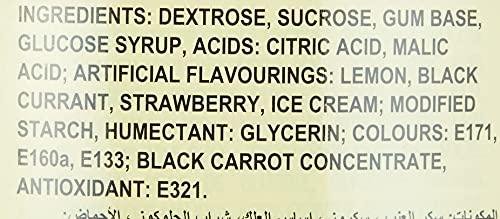 INGREDIENTS: DEXTROSE, SUCROSE, GUM BASE,
GLUCOSE SYRUP, ACIDS: CITRIC ACID, MALIC
ACID; ARTIFICIAL FLAVOURINGS: LEMON, BLACK
CURRANT, STRAWBERRY, ICE CREAM; MODIFIED
STARCH, HUMECTANT: GLYCERIN; COLOURS: E171,
E160a, E133; BLACK CARROT CONCENTRATE,
ANTIOXIDANT: E321.